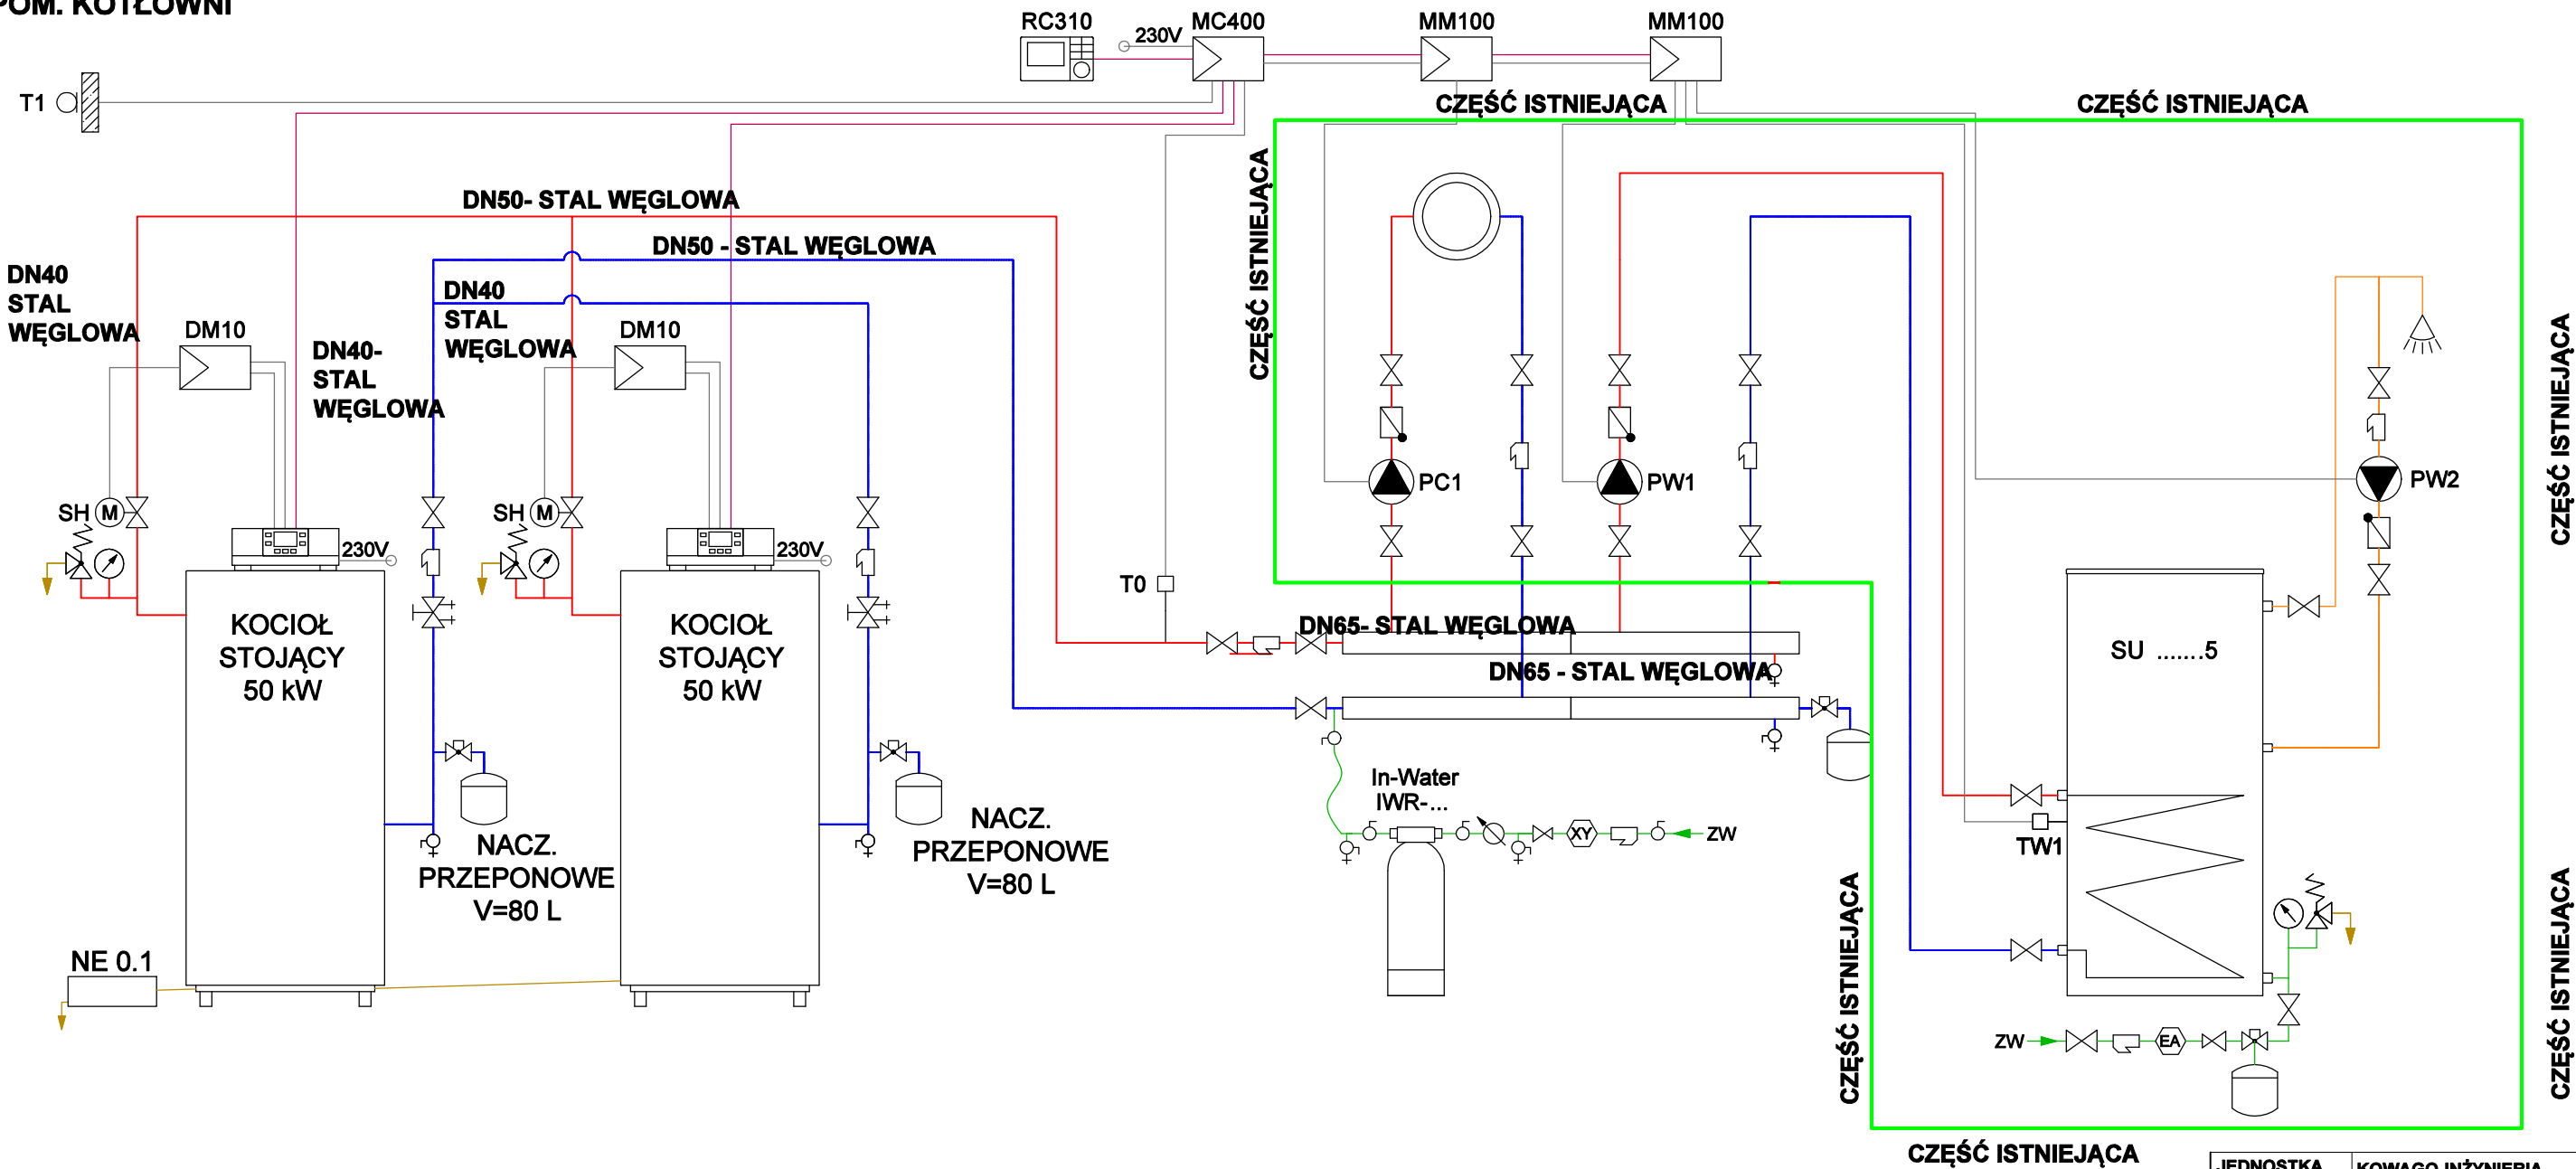 POM. KOTŁOWNI
RC310
230V
MC400
MM100
MM100
T1
CZĘŚĆ ISTNIEJĄCA
CZĘŚĆ ISTNIEJĄCA
CZĘŚĆ ISTNIEJĄCA
CZĘŚĆ ISTNIEJĄCA
DN50- STAL WĘGLOWA
DN50 - STAL WĘGLOWA
DN40
STAL
WĘGLOWA
DM10
DN40-
STAL
WĘGLOWA
DN40
STAL
WĘGLOWA
DM10
SH
M
230V
SH
M
230V
PC1
PW1
PW2
T0
KOCIOŁ
STOJĄCY
50 kW
KOCIOŁ
STOJĄCY
50 kW
DN65- STAL WĘGLOWA
DN65 - STAL WĘGLOWA
SU .......5
In-Water
IWR-...
XY
ZW
TW1
NACZ.
PRZEPONOWE
V=80 L
NACZ.
PRZEPONOWE
V=80 L
NE 0.1
CZĘŚĆ ISTNIEJĄCA
CZĘŚĆ ISTNIEJĄCA
ZW
EA
CZĘŚĆ ISTNIEJĄCA
JEDNOSTKA
KOWAGO INŻYNIERIA